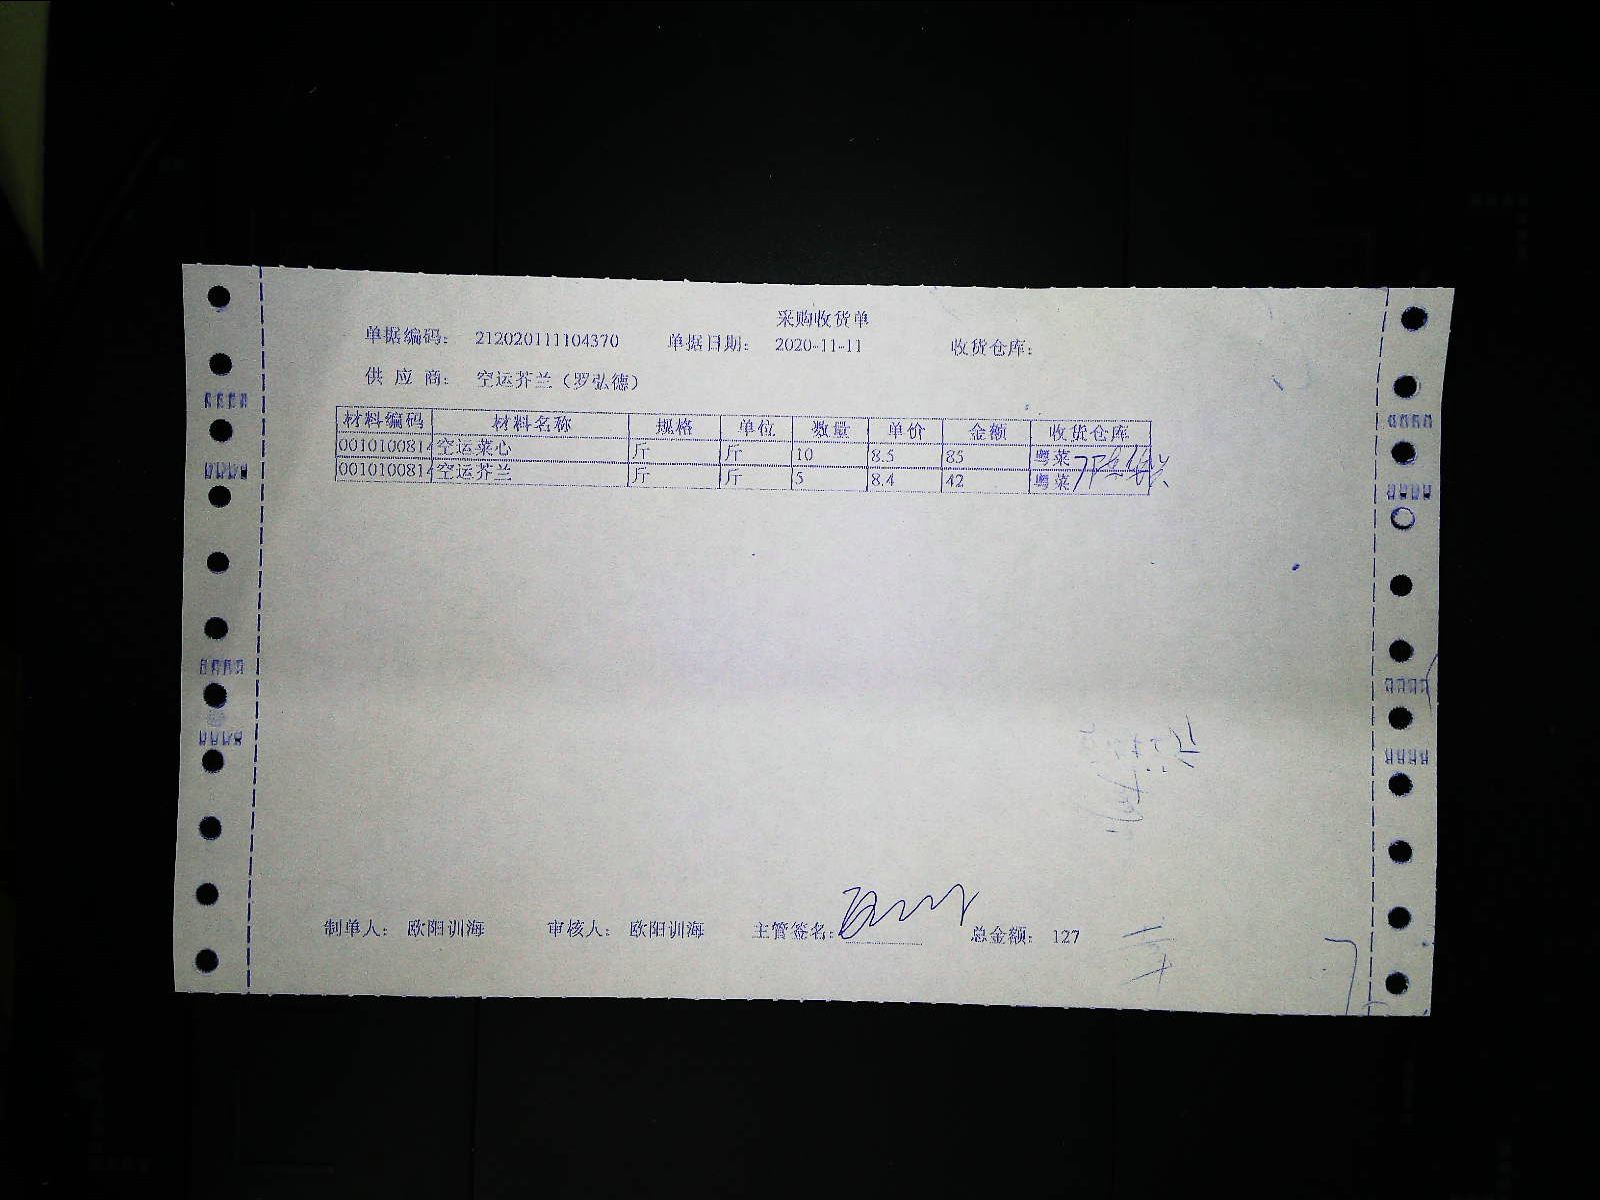 采购收货单
单据编码： 212020111104370 单据日期： 2020-11-11 收货仓库：
供 应 商： 空运芥兰（罗弘德）
材料编码 材料名称 规格 单位 数量 单价 金额 收货仓库
0010100814 空运菜心 斤 斤 10 8.5 85 粤菜
0010100814 空运芥兰 斤 斤 5 8.4 42 粤菜
制单人： 欧阳训海 审核人： 欧阳训海 主管签名： 总金额： 127